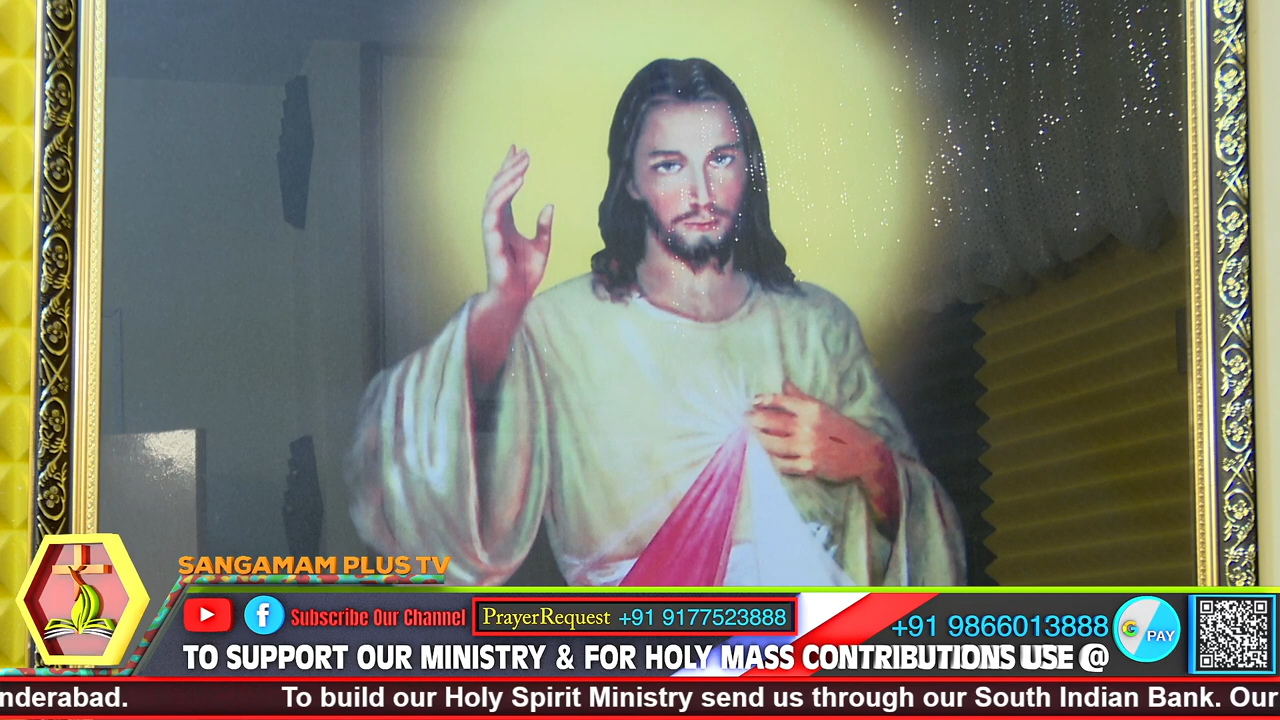 SANGAMAM PLUS TV
Subscribe Our Channel
PrayerRequest +91 9177523888
+91 9866013888
G PAY
TO SUPPORT OUR MINISTRY & FOR HOLY MASS CONTRIBUTIONS USE @
nderabad. To build our Holy Spirit Ministry send us through our South Indian Bank. Our